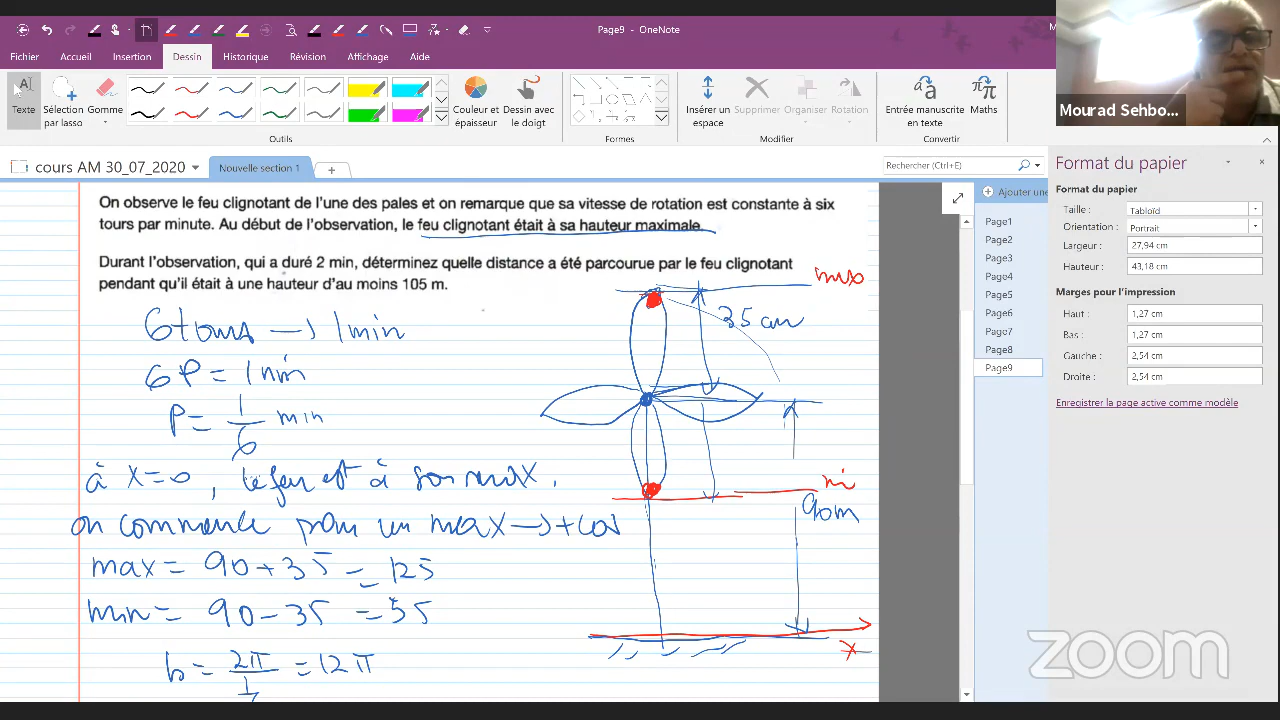 Page9 - OneNote
Fichier Accueil Insertion Dessin Historique Révision Affichage Aide
Texte Sélection par lasso Gomme
Couleur et épaisseur Dessin avec le doigt
Insérer un espace Supprimer Organiser Rotation
Entrée manuscrite en texte Maths
Outils Formes Modifier Convertir
Mourad Sehbo...
cours AM 30_07_2020 Nouvelle section 1 +
Rechercher (Ctrl+E)
On observe le feu clignotant de l'une des pales et on remarque que sa vitesse de rotation est constante à six
tours par minute. Au début de l'observation, le feu clignotant était à sa hauteur maximale.
Durant l'observation, qui a duré 2 min, déterminez quelle distance a été parcourue par le feu clignotant
pendant qu'il était à une hauteur d'au moins 105 m.
6 tours → 1 min
6P = 1 min
P = 1/6 min
à x=0, le feu est à son max.
on commence pour un max → + cos
max = 90 + 35 = 125
min = 90 - 35 = 55
b = 2π/1 = 12π
max
35 cm
mi
90m
x
Ajouter une
Page1
Page2
Page3
Page4
Page5
Page6
Page7
Page8
Page9
Format du papier
Format du papier
Taille : Tabloïd
Orientation : Portrait
Largeur : 27,94 cm
Hauteur : 43,18 cm
Marges pour l'impression
Haut : 1,27 cm
Bas : 1,27 cm
Gauche : 2,54 cm
Droite : 2,54 cm
Enregistrer la page active comme modèle
zoom